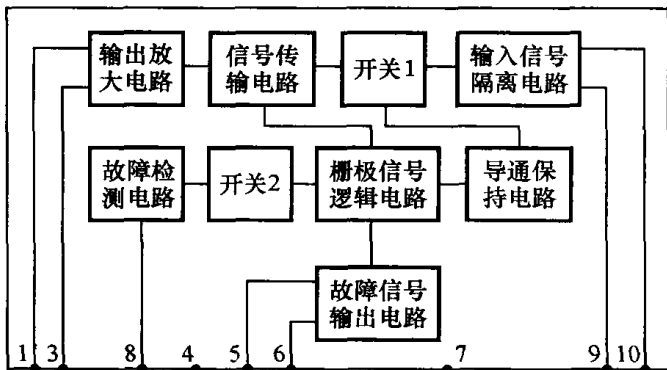 输出放
大电路
信号传
输电路
开关1
输入信号
隔离电路
故障检
测电路
开关2
栅极信号
逻辑电路
导通保
持电路
故障信号
输出电路
1 3 8 4 5 6 7 9 10